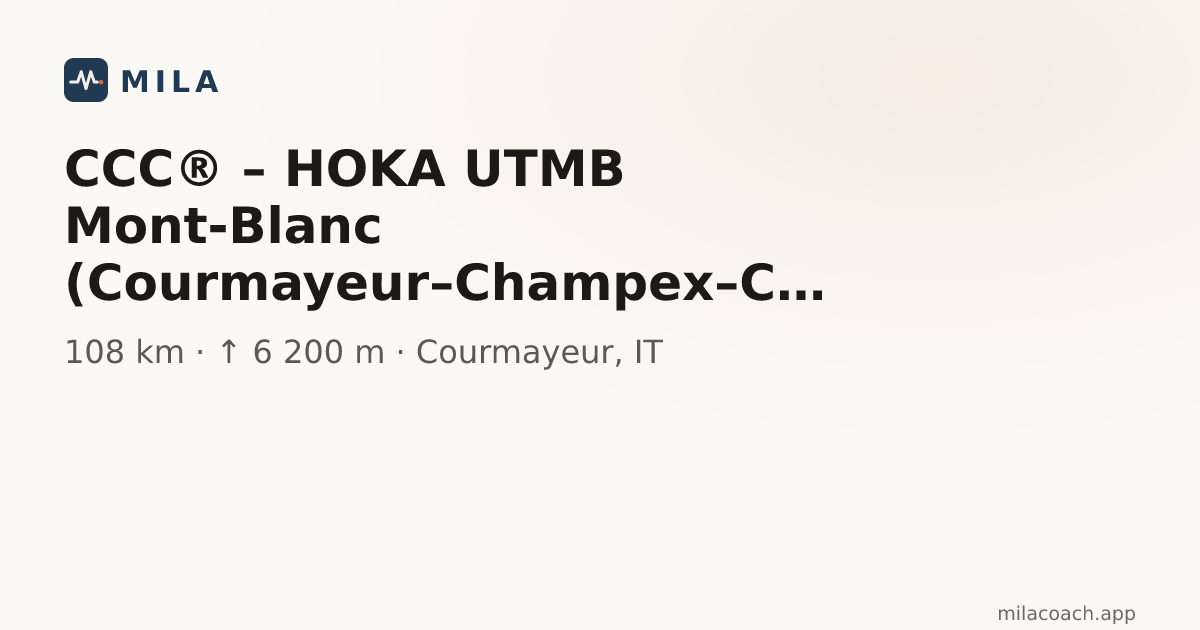 MILA
CCC® – HOKA UTMB
Mont-Blanc
(Courmayeur–Champex–C…
108 km · ↑ 6 200 m · Courmayeur, IT
milacoach.app